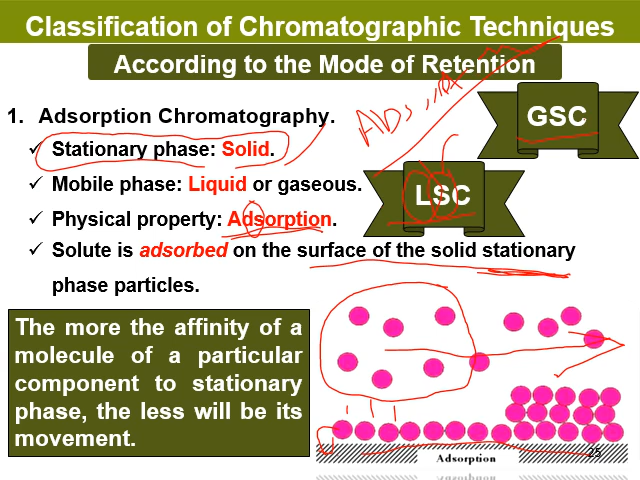 Classification of Chromatographic Techniques
According to the Mode of Retention
1. Adsorption Chromatography.
✓ Stationary phase: Solid.
✓ Mobile phase: Liquid or gaseous.
✓ Physical property: Adsorption.
✓ Solute is adsorbed on the surface of the solid stationary
phase particles.
GSC
LSC
The more the affinity of a
molecule of a particular
component to stationary
phase, the less will be its
movement.
Adsorption
25